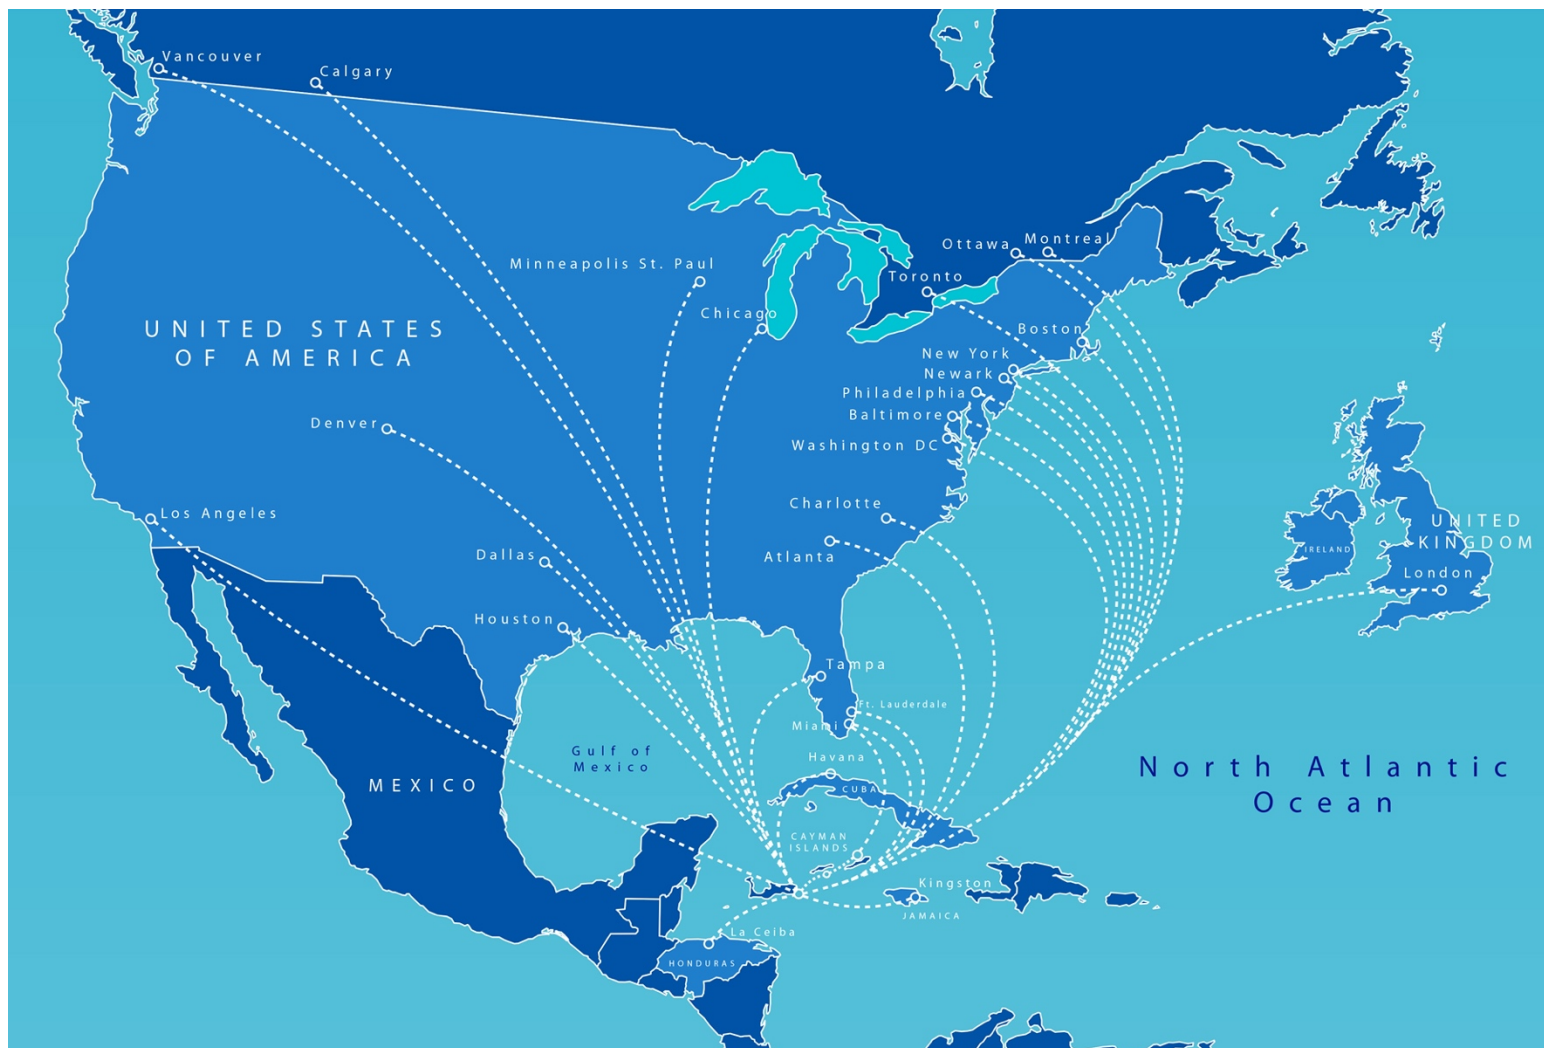 Vancouver
Calgary
Ottawa
Montreal
Minneapolis St. Paul
Toronto
Chicago
UNITED STATES
OF AMERICA
Boston
New York
Newark
Philadelphia
Baltimore
Washington DC
Denver
Charlotte
Los Angeles
UNITED
KINGDOM
IRELAND
London
Dallas
Atlanta
Houston
Tampa
Ft. Lauderdale
Miami
Gulf of
Mexico
Havana
CUBA
North Atlantic
Ocean
MEXICO
CAYMAN
ISLANDS
Kingston
JAMAICA
La Ceiba
HONDURAS